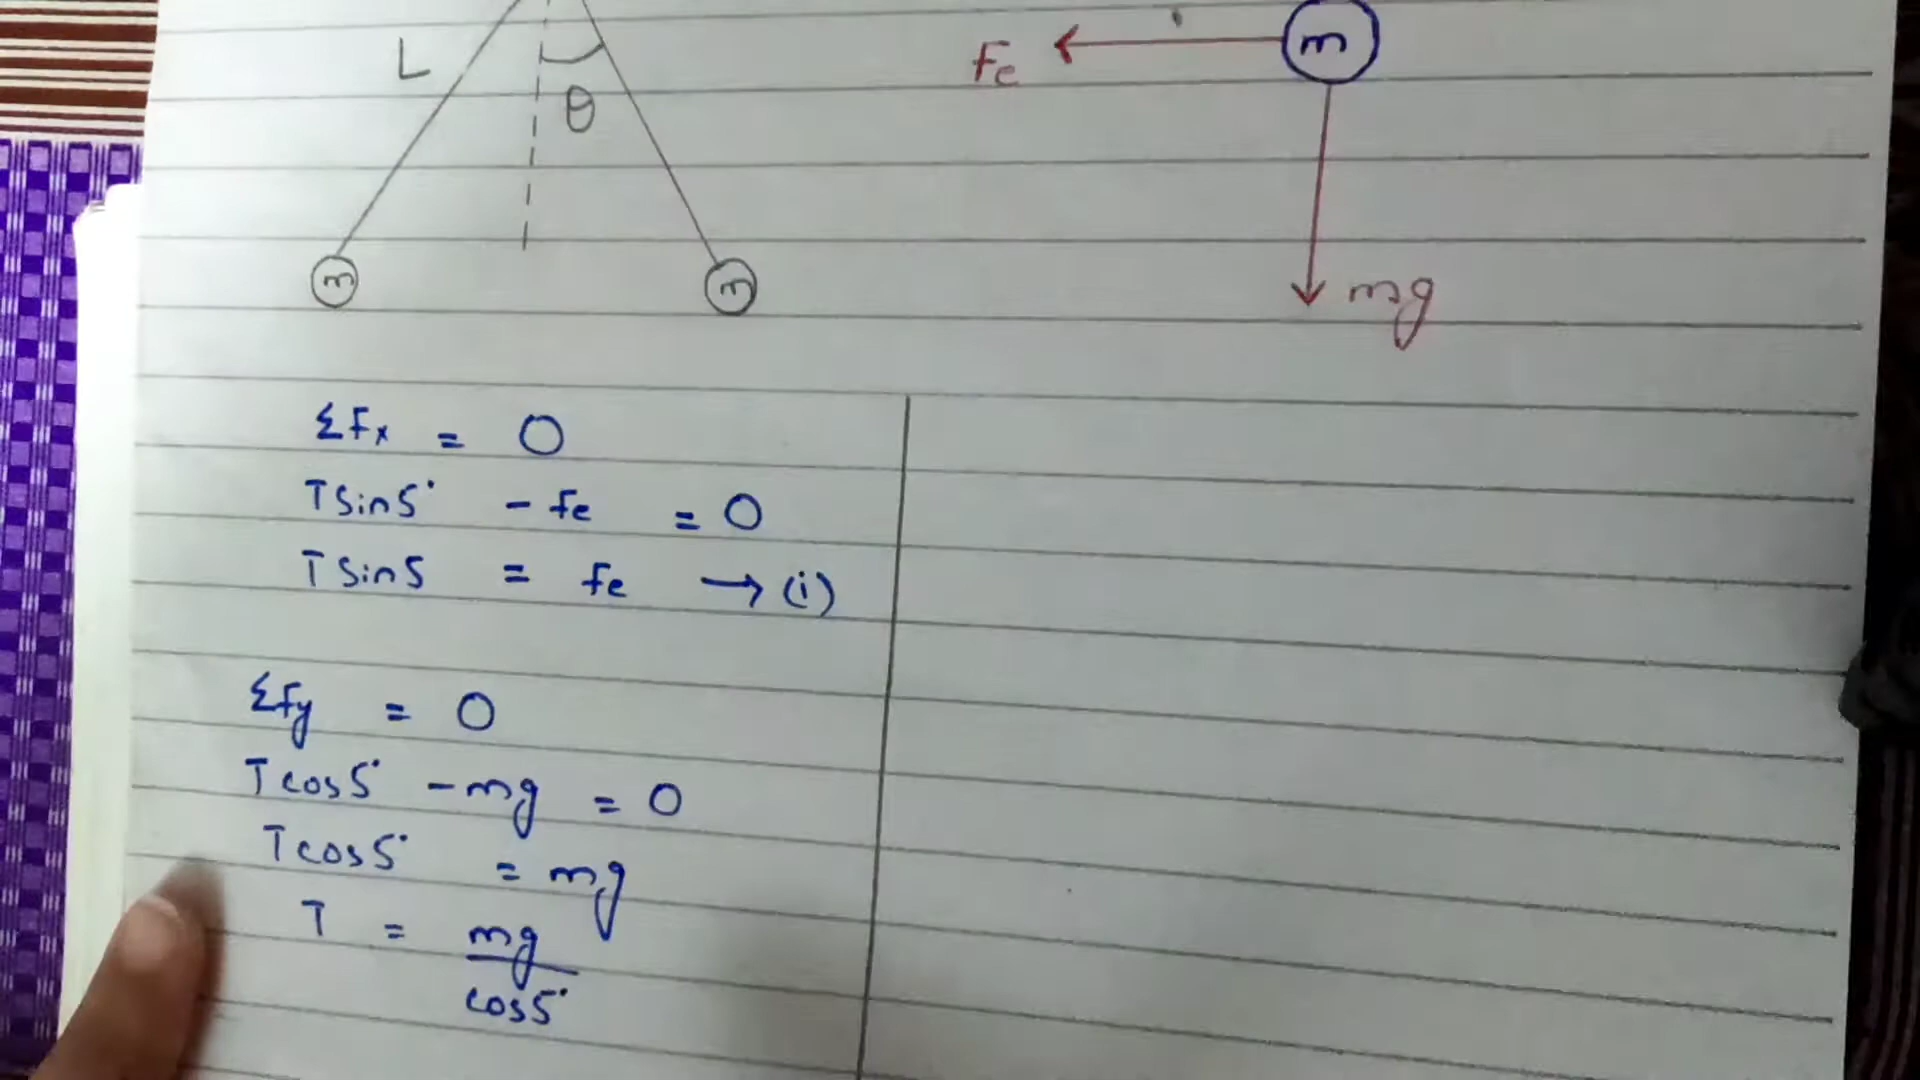 L
θ
m
m
Fe
m
mg
ΣFx = 0
Tsin5° - fe = 0
Tsin5 = fe → (i)
Σfy = 0
Tcos5° - mg = 0
Tcos5° = mg
T = mg
cos5°